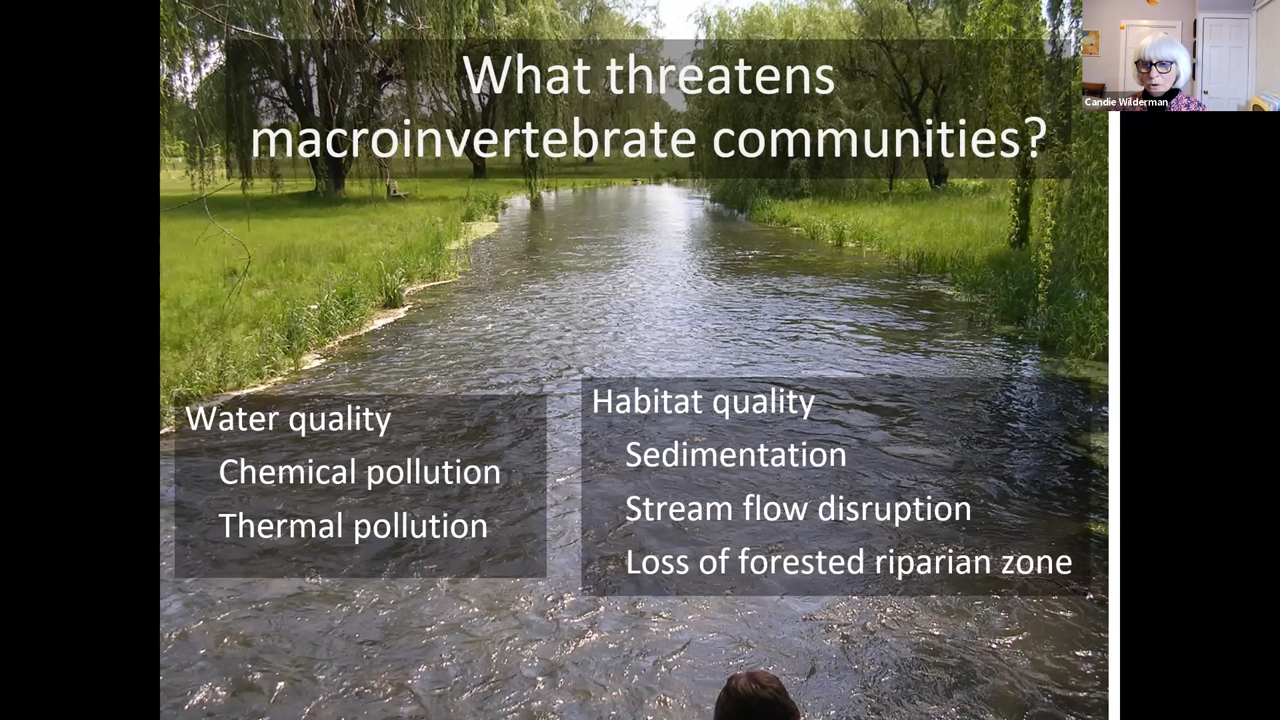 What threatens
macroinvertebrate communities?
Candie Wilderman
Water quality
Chemical pollution
Thermal pollution
Habitat quality
Sedimentation
Stream flow disruption
Loss of forested riparian zone